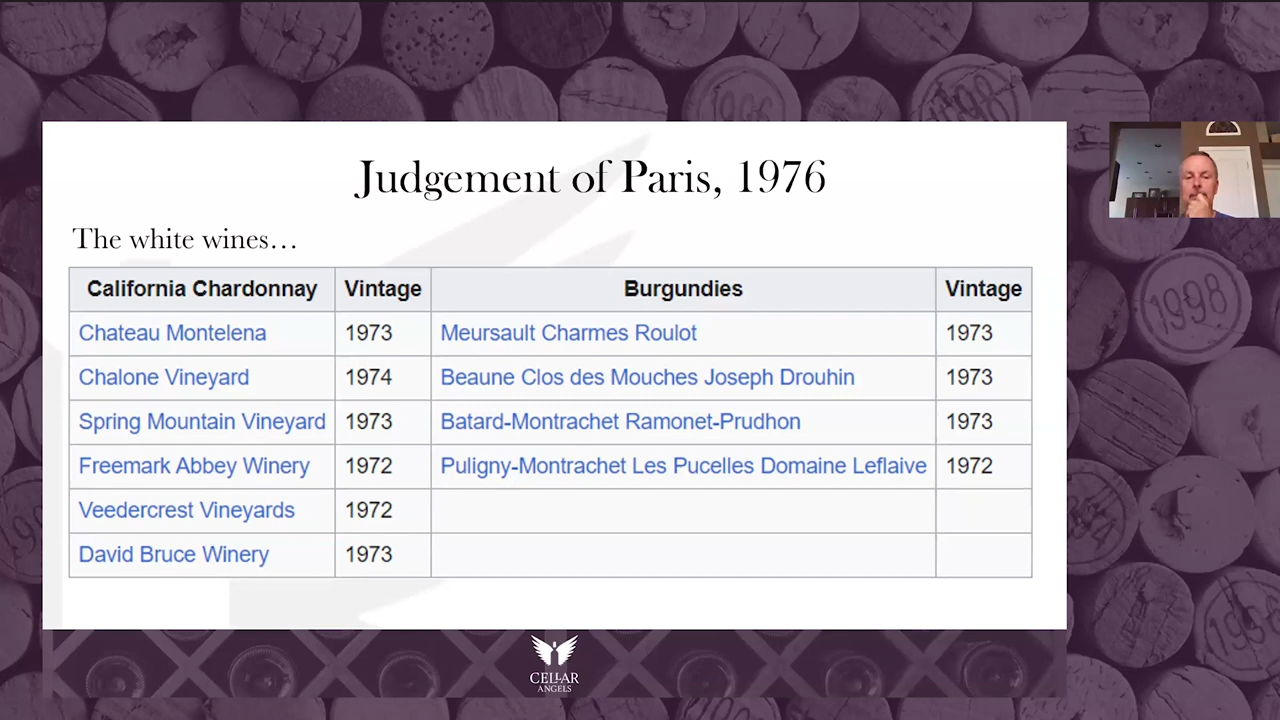 Judgement of Paris, 1976
The white wines...
California Chardonnay Vintage Burgundies Vintage
Chateau Montelena 1973 Meursault Charmes Roulot 1973
Chalone Vineyard 1974 Beaune Clos des Mouches Joseph Drouhin 1973
Spring Mountain Vineyard 1973 Batard-Montrachet Ramonet-Prudhon 1973
Freemark Abbey Winery 1972 Puligny-Montrachet Les Pucelles Domaine Leflaive 1972
Veedercrest Vineyards 1972
David Bruce Winery 1973
1998
CELLAR
ANGELS